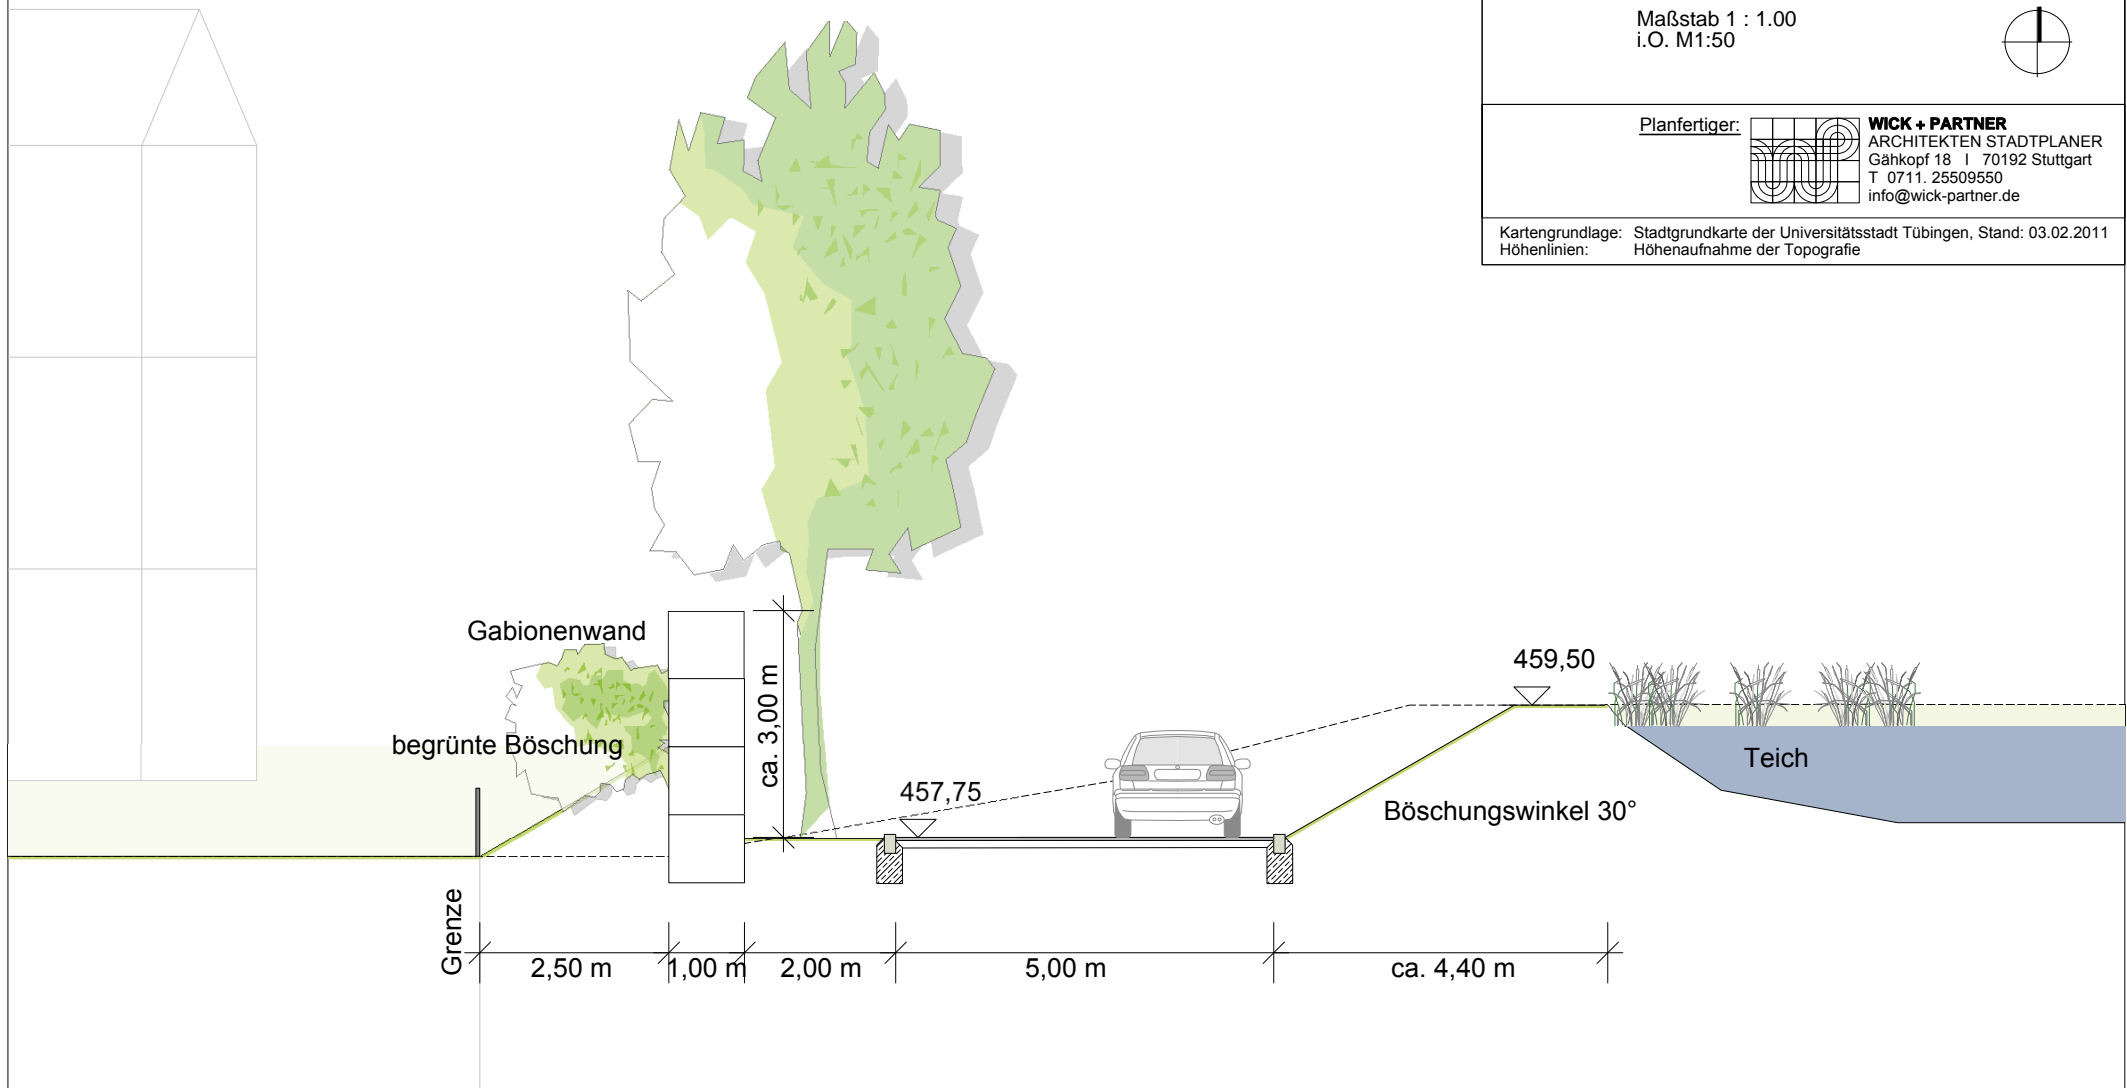 Maßstab 1 : 1.00
i.O. M1:50
Planfertiger:
WICK + PARTNER
ARCHITEKTEN STADTPLANER
Gähkopf 18 I 70192 Stuttgart
T 0711. 25509550
info@wick-partner.de
Kartengrundlage: Stadtgrundkarte der Universitätsstadt Tübingen, Stand: 03.02.2011
Höhenlinien: Höhenaufnahme der Topografie
Gabionenwand
begrünte Böschung
ca. 3,00 m
457,75
459,50
Teich
Böschungswinkel 30°
Grenze
2,50 m
1,00 m
2,00 m
5,00 m
ca. 4,40 m